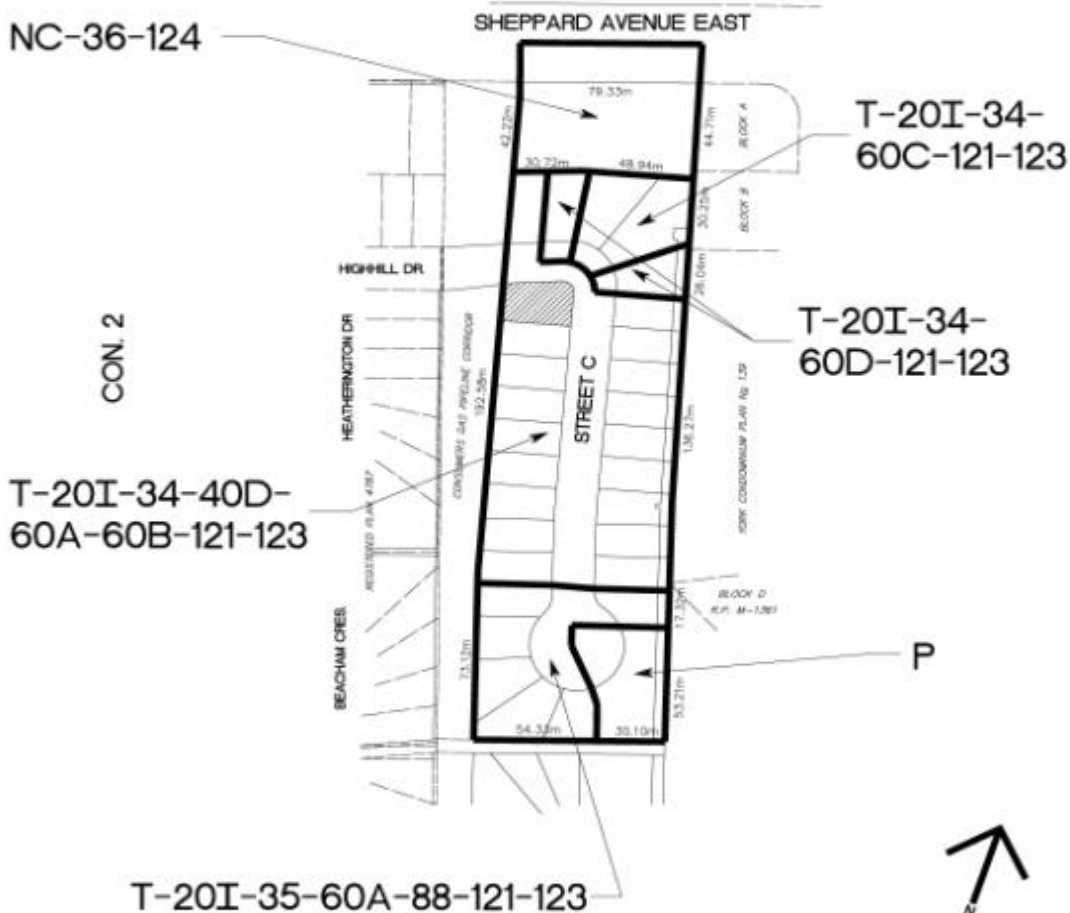 SHEPPARD AVENUE EAST
NC-36-124
79.33m
42.22m
44.71m
BLOCK A
T-20I-34-
60C-121-123
30.72m
48.94m
30.25m
BLOCK B
HIGHHILL DR.
26.04m
T-20I-34-
60D-121-123
CON. 2
HEATHERINGTON DR
CONSUMERS GAS PIPELINE CORRIDOR
192.58m
STREET C
136.27m
YORK CONDOMINIUM PLAN No 139
T-20I-34-40D-
60A-60B-121-123
REGISTERED PLAN 4787
BLOCK D
R.P. M-1361
17.32m
BEACHAM CRES.
73.12m
P
53.21m
54.33m
30.10m
T-20I-35-60A-88-121-123
N